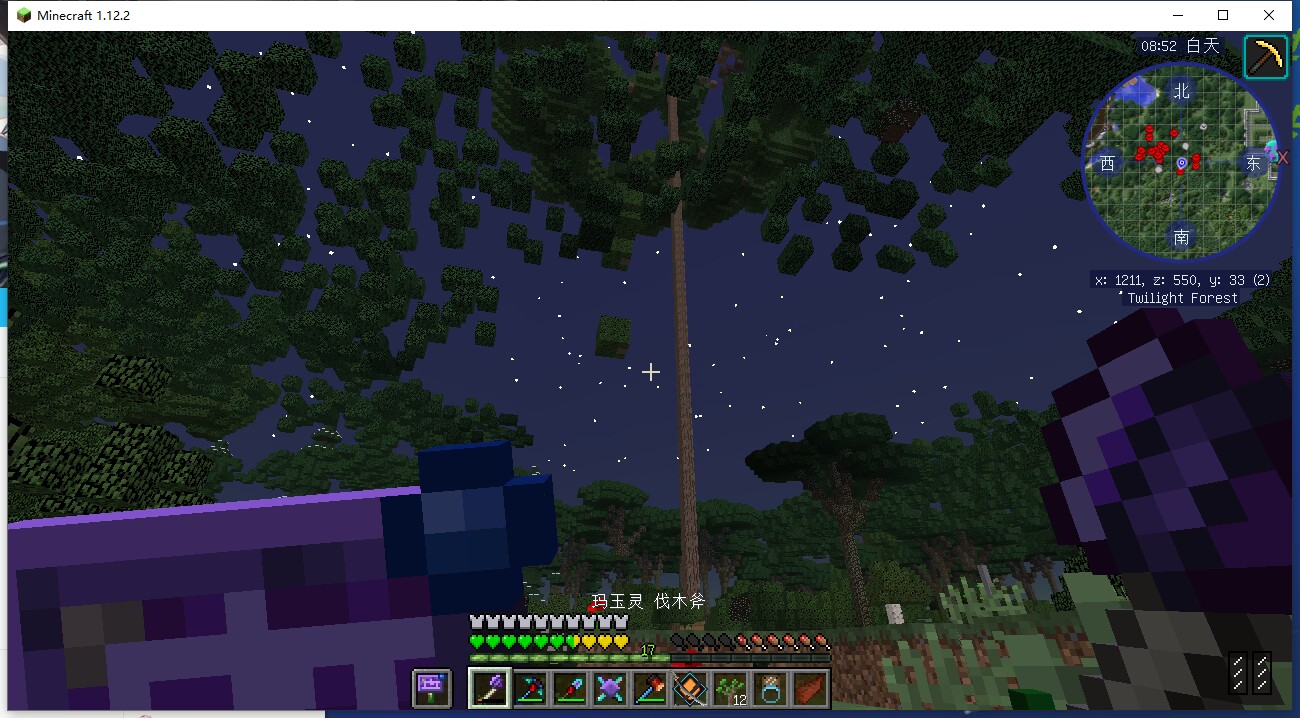 Minecraft 1.12.2
08:52 白天
北
西
东
X
南
x: 1211, z: 550, y: 33 (2)
Twilight Forest
玛玉灵 伐木斧
17
12